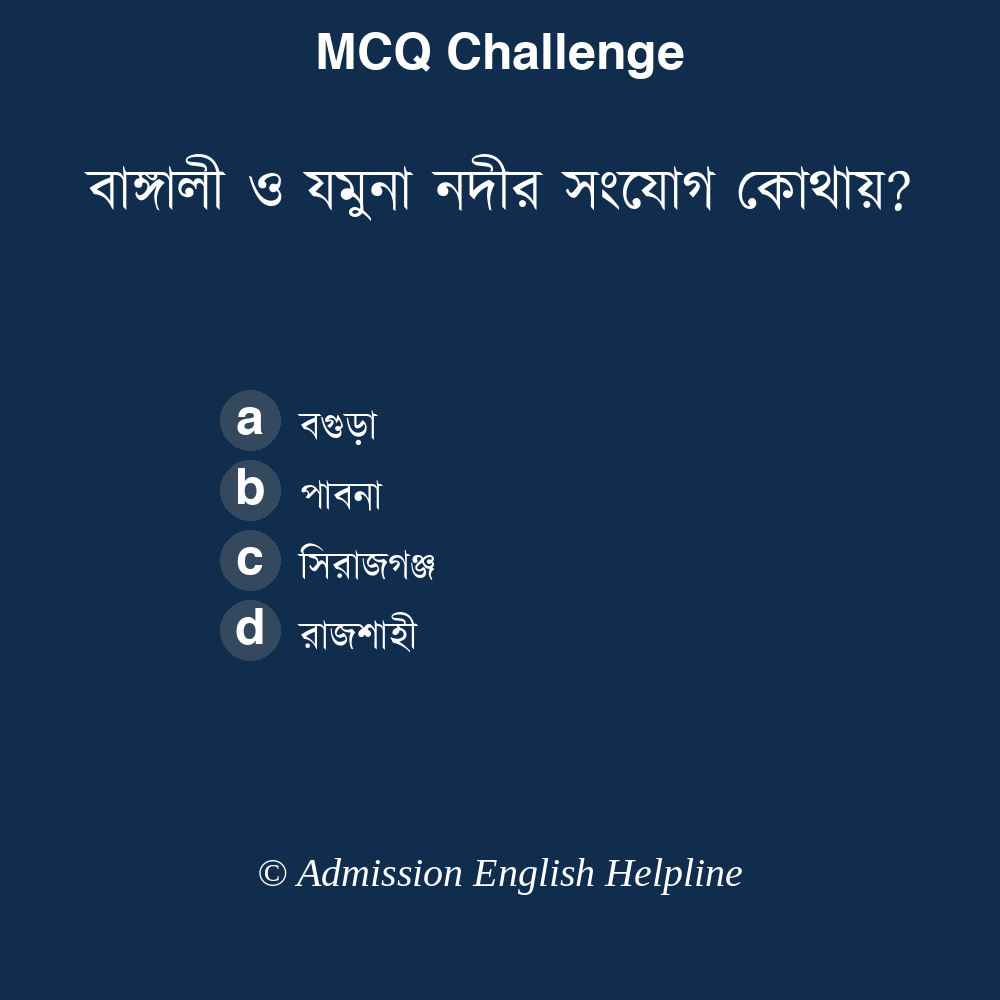 MCQ Challenge
বাঙ্গালী ও যমুনা নদীর সংযোগ কোথায়?
a বগুড়া
b পাবনা
c সিরাজগঞ্জ
d রাজশাহী
© Admission English Helpline